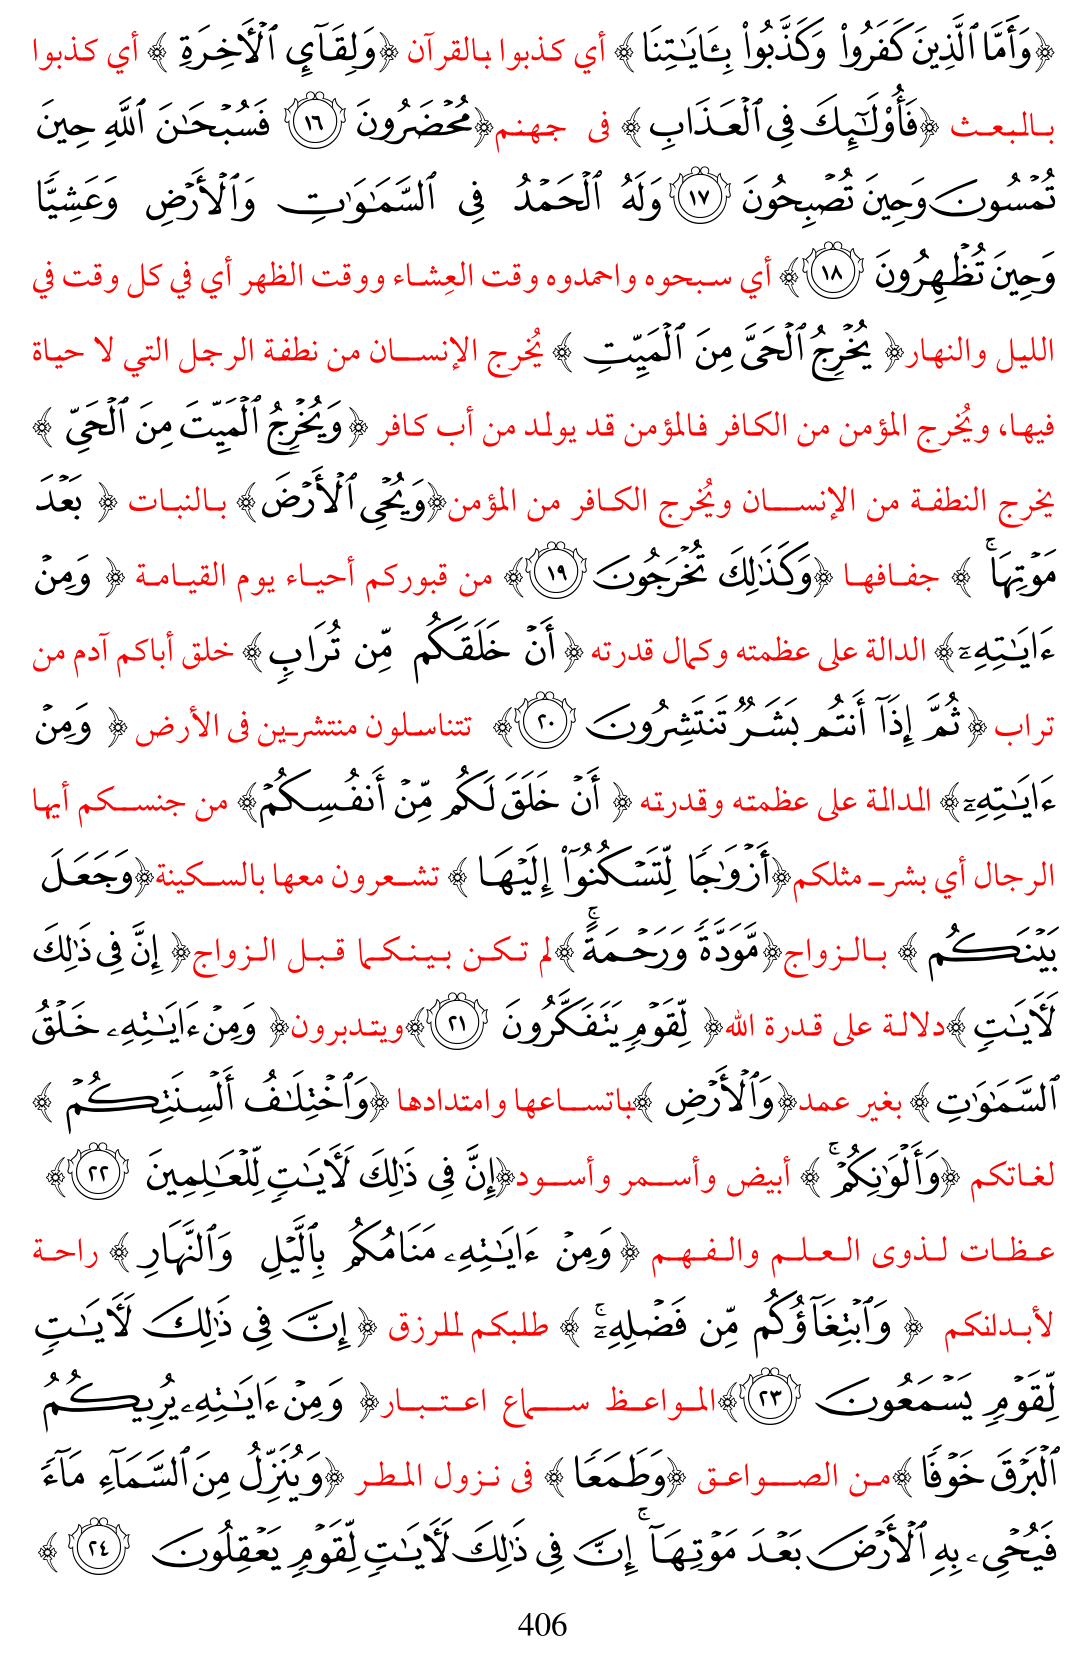 ﴿وَأَمَّا ٱلَّذِينَ كَفَرُوا۟ وَكَذَّبُوا۟ بِـَٔايَـٰتِنَا﴾ أي كذبوا بالقرآن ﴿وَلِقَآئِ ٱلْأَخِرَةِ ﴾ أي كذبوا
بالبعث ﴿فَأُو۟لَـٰٓئِكَ فِى ٱلْعَذَابِ ﴾ فى جهنم﴿مُحْضَرُونَ ١٦ فَسُبْحَـٰنَ ٱللَّهِ حِينَ
تُمْسُونَ وَحِينَ تُصْبِحُونَ ١٧ وَلَهُ ٱلْحَمْدُ فِى ٱلسَّمَـٰوَٰتِ وَٱلْأَرْضِ وَعَشِيًّا
وَحِينَ تُظْهِرُونَ ١٨﴾ أي سبحوه واحمدوه وقت العِشاء ووقت الظهر أي في كل وقت في
الليل والنهار﴿ يُخْرِجُ ٱلْحَىَّ مِنَ ٱلْمَيِّتِ ﴾ يُخرج الإنسان من نطفة الرجل التي لا حياة
فيها، ويُخرج المؤمن من الكافر فالمؤمن قد يولد من أب كافر ﴿وَيُخْرِجُ ٱلْمَيِّتَ مِنَ ٱلْحَىِّ ﴾
يخرج النطفة من الإنسان ويُخرج الكافر من المؤمن﴿وَيُحْىِ ٱلْأَرْضَ﴾ بالنبات ﴿ بَعْدَ
مَوْتِهَا ۚ ﴾ جفافها ﴿وَكَذَٰلِكَ تُخْرَجُونَ ١٩﴾ من قبوركم أحياء يوم القيامة ﴿ وَمِنْ
ءَايَـٰتِهِۦٓ﴾ الدالة على عظمته وكمال قدرته ﴿ أَنْ خَلَقَكُم مِّن تُرَابٍ﴾ خلق أباكم آدم من
تراب ﴿ثُمَّ إِذَآ أَنتُم بَشَرٌ تَنتَشِرُونَ ٢٠﴾ تتناسلون منتشرين فى الأرض ﴿ وَمِنْ
ءَايَـٰتِهِۦٓ﴾ الدالة على عظمته وقدرته ﴿ أَنْ خَلَقَ لَكُم مِّنْ أَنفُسِكُمْ﴾ من جنسكم أيها
الرجال أي بشر مثلكم﴿أَزْوَٰجًا لِّتَسْكُنُوٓا۟ إِلَيْهَا ﴾ تشعرون معها بالسكينة﴿وَجَعَلَ
بَيْنَكُم ﴾ بالزواج﴿مَّوَدَّةً وَرَحْمَةً ۚ﴾لم تكن بينكما قبل الزواج﴿ إِنَّ فِى ذَٰلِكَ
لَأَيَـٰتٍ ﴾دلالة على قدرة الله﴿ لِّقَوْمٍ يَتَفَكَّرُونَ ٢١﴾ويتدبرون﴿ وَمِنْ ءَايَـٰتِهِۦ خَلْقُ
ٱلسَّمَـٰوَٰتِ ﴾ بغير عمد﴿وَٱلْأَرْضِ ﴾باتساعها وامتدادها ﴿وَٱخْتِلَـٰفُ أَلْسِنَتِكُمْ ﴾
لغاتكم ﴿وَأَلْوَٰنِكُمْ ۚ ﴾ أبيض وأسمر وأسود﴿إِنَّ فِى ذَٰلِكَ لَأَيَـٰتٍ لِّلْعَـٰلِمِينَ ٢٢﴾
عظات لذوى العلم والفهم ﴿ وَمِنْ ءَايَـٰتِهِۦ مَنَامُكُم بِٱلَّيْلِ وَٱلنَّهَارِ ﴾ راحة
لأبدلنكم ﴿ وَٱبْتِغَآؤُكُم مِّن فَضْلِهِۦٓ ۚ ﴾ طلبكم للرزق ﴿ إِنَّ فِى ذَٰلِكَ لَأَيَـٰتٍ
لِّقَوْمٍ يَسْمَعُونَ ٢٣﴾المواعظ سماع اعتبار﴿ وَمِنْ ءَايَـٰتِهِۦ يُرِيكُمُ
ٱلْبَرْقَ خَوْفًا ﴾من الصواعق ﴿وَطَمَعًا ﴾ فى نزول المطر ﴿وَيُنَزِّلُ مِنَ ٱلسَّمَآءِ مَآءً
فَيُحْىِۦ بِهِ ٱلْأَرْضَ بَعْدَ مَوْتِهَآ ۚ إِنَّ فِى ذَٰلِكَ لَأَيَـٰتٍ لِّقَوْمٍ يَعْقِلُونَ ٢٤ ﴾
406